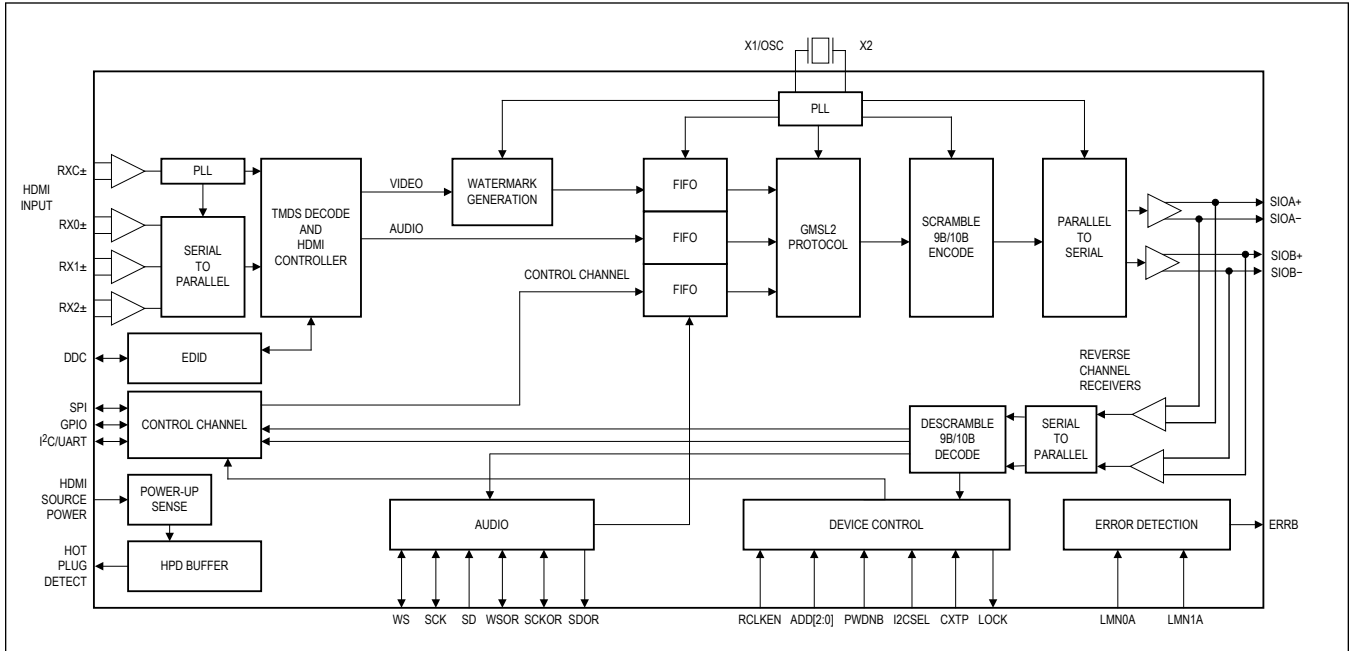 X1/OSC
X2
PLL
HDMI
INPUT
RXC±
RX0±
RX1±
RX2±
PLL
SERIAL
TO
PARALLEL
TMDS DECODE
AND
HDMI
CONTROLLER
VIDEO
AUDIO
WATERMARK
GENERATION
CONTROL CHANNEL
FIFO
FIFO
FIFO
GMSL2
PROTOCOL
SCRAMBLE
9B/10B
ENCODE
PARALLEL
TO
SERIAL
SIOA+
SIOA−
SIOB+
SIOB−
DDC
EDID
SPI
GPIO
I²C/UART
CONTROL CHANNEL
REVERSE
CHANNEL
RECEIVERS
DESCRAMBLE
9B/10B
DECODE
SERIAL
TO
PARALLEL
HDMI
SOURCE
POWER
POWER-UP
SENSE
HOT
PLUG
DETECT
HPD BUFFER
AUDIO
DEVICE CONTROL
ERROR DETECTION
ERRB
WS
SCK
SD
WSOR
SCKOR
SDOR
RCLKEN
ADD[2:0]
PWDNB
I2CSEL
CXTP
LOCK
LMN0A
LMN1A